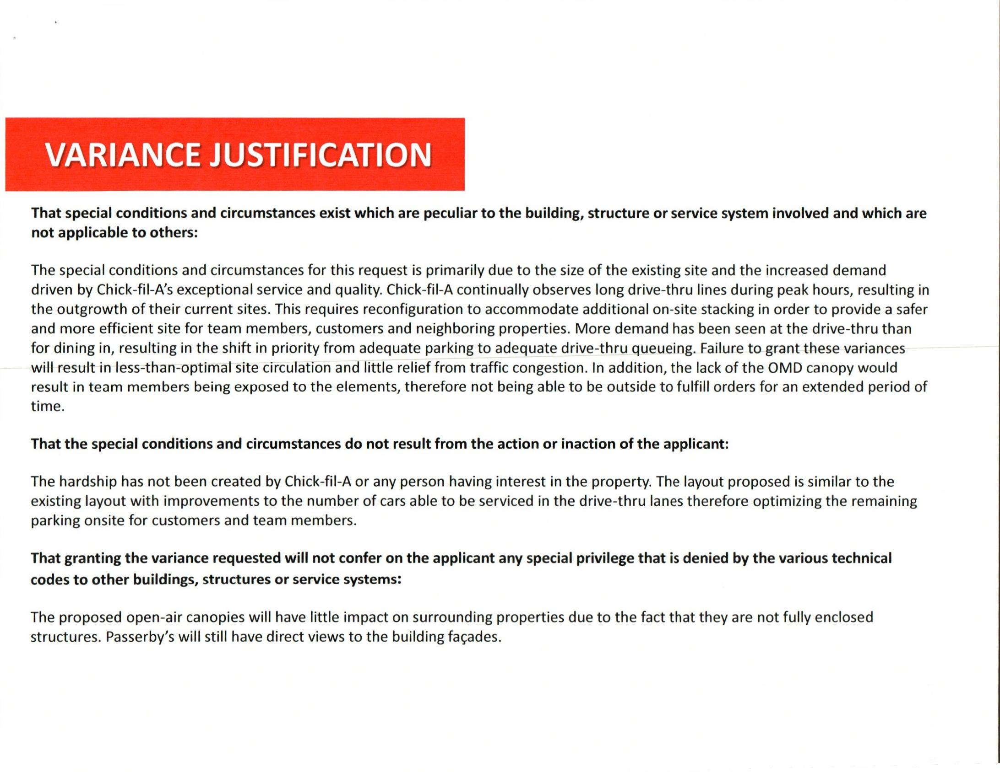 VARIANCE JUSTIFICATION
That special conditions and circumstances exist which are peculiar to the building, structure or service system involved and which are
not applicable to others:
The special conditions and circumstances for this request is primarily due to the size of the existing site and the increased demand
driven by Chick-fil-A’s exceptional service and quality. Chick-fil-A continually observes long drive-thru lines during peak hours, resulting in
the outgrowth of their current sites. This requires reconfiguration to accommodate additional on-site stacking in order to provide a safer
and more efficient site for team members, customers and neighboring properties. More demand has been seen at the drive-thru than
for dining in, resulting in the shift in priority from adequate parking to adequate drive-thru queueing. Failure to grant these variances
will result in less-than-optimal site circulation and little relief from traffic congestion. In addition, the lack of the OMD canopy would
result in team members being exposed to the elements, therefore not being able to be outside to fulfill orders for an extended period of
time.
That the special conditions and circumstances do not result from the action or inaction of the applicant:
The hardship has not been created by Chick-fil-A or any person having interest in the property. The layout proposed is similar to the
existing layout with improvements to the number of cars able to be serviced in the drive-thru lanes therefore optimizing the remaining
parking onsite for customers and team members.
That granting the variance requested will not confer on the applicant any special privilege that is denied by the various technical
codes to other buildings, structures or service systems:
The proposed open-air canopies will have little impact on surrounding properties due to the fact that they are not fully enclosed
structures. Passerby’s will still have direct views to the building façades.